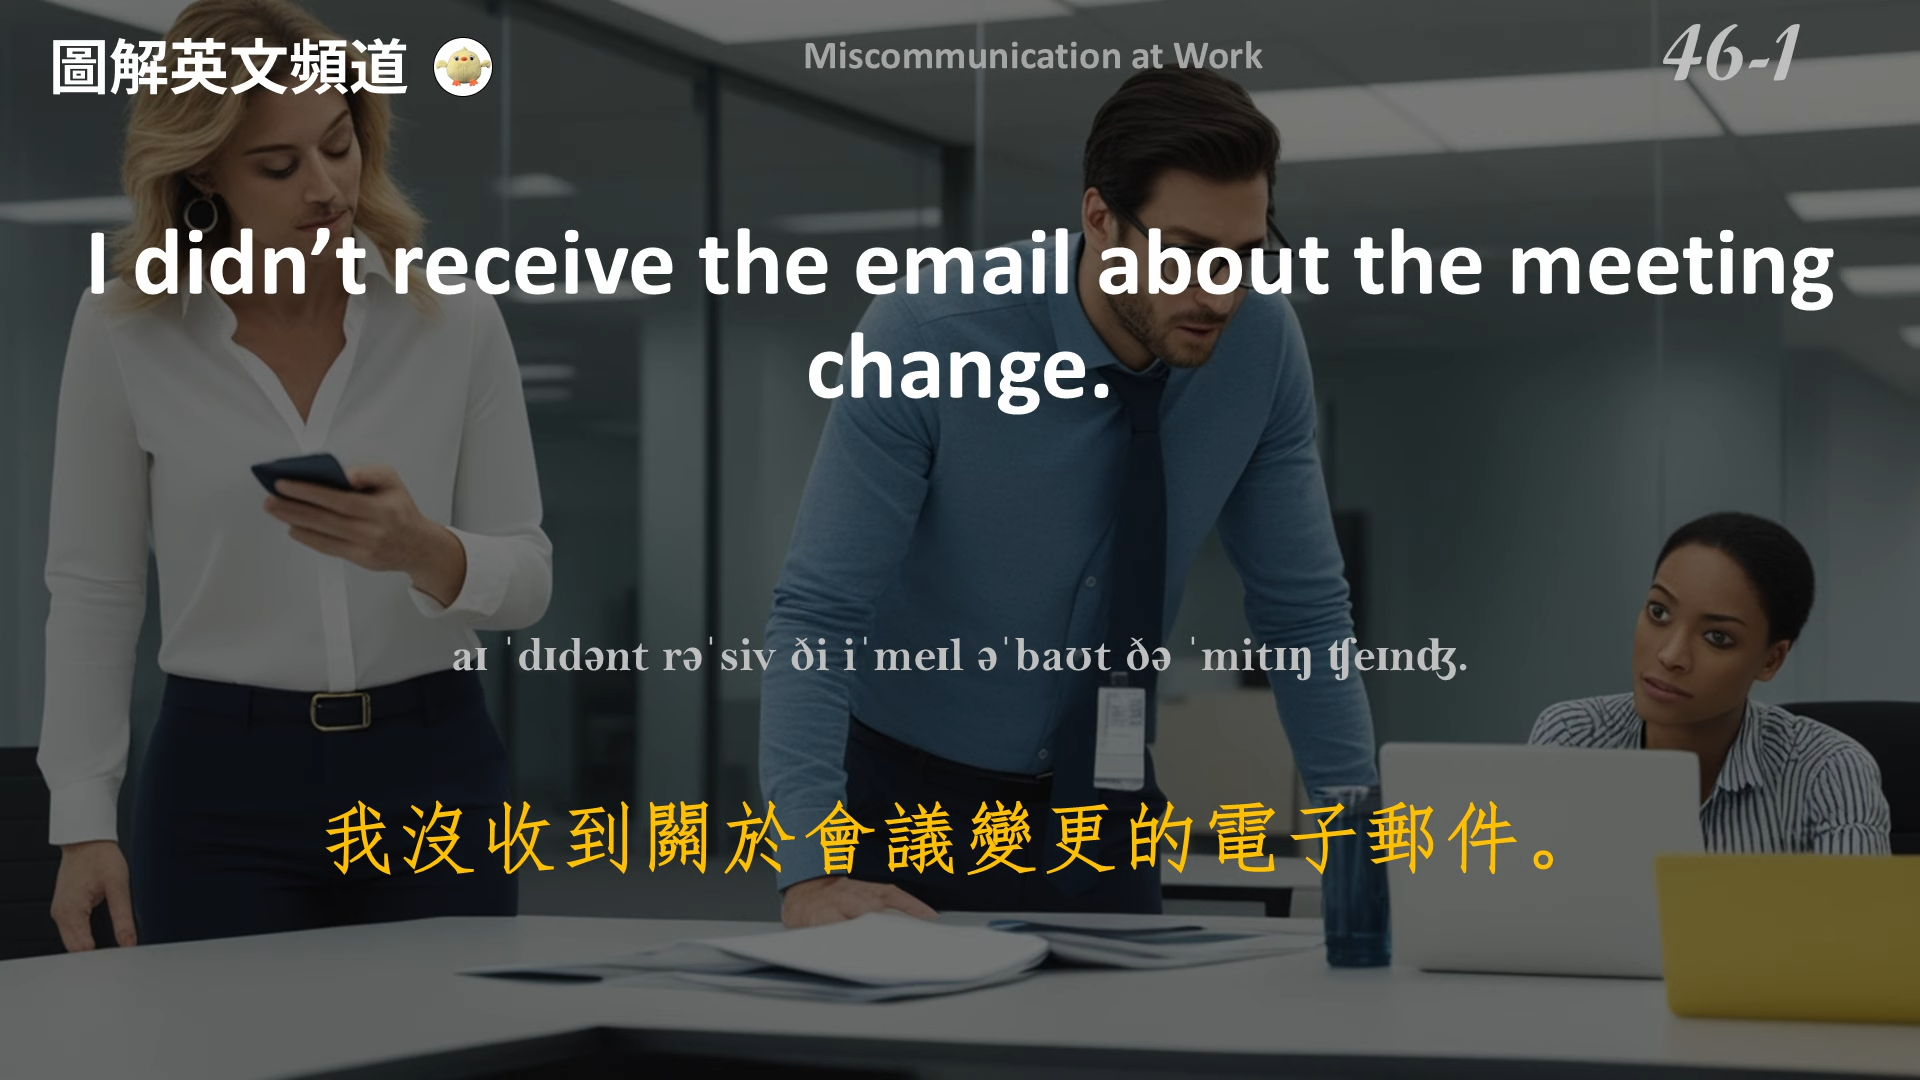 圖解英文頻道
Miscommunication at Work
46-1
I didn’t receive the email about the meeting
change.
aɪ ˈdɪdənt rəˈsiv ði iˈmeɪl əˈbaʊt ðə ˈmitɪŋ ʧeɪnʤ.
我沒收到關於會議變更的電子郵件。